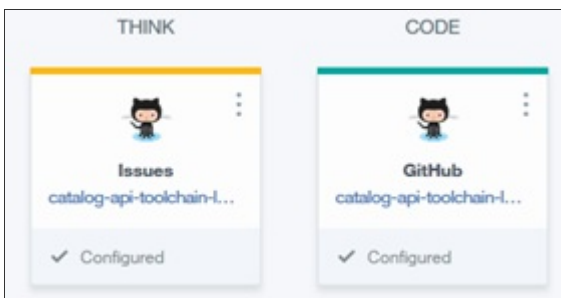 THINK
CODE
Issues
catalog-api-toolchain-l...
Configured
GitHub
catalog-api-toolchain-l...
Configured